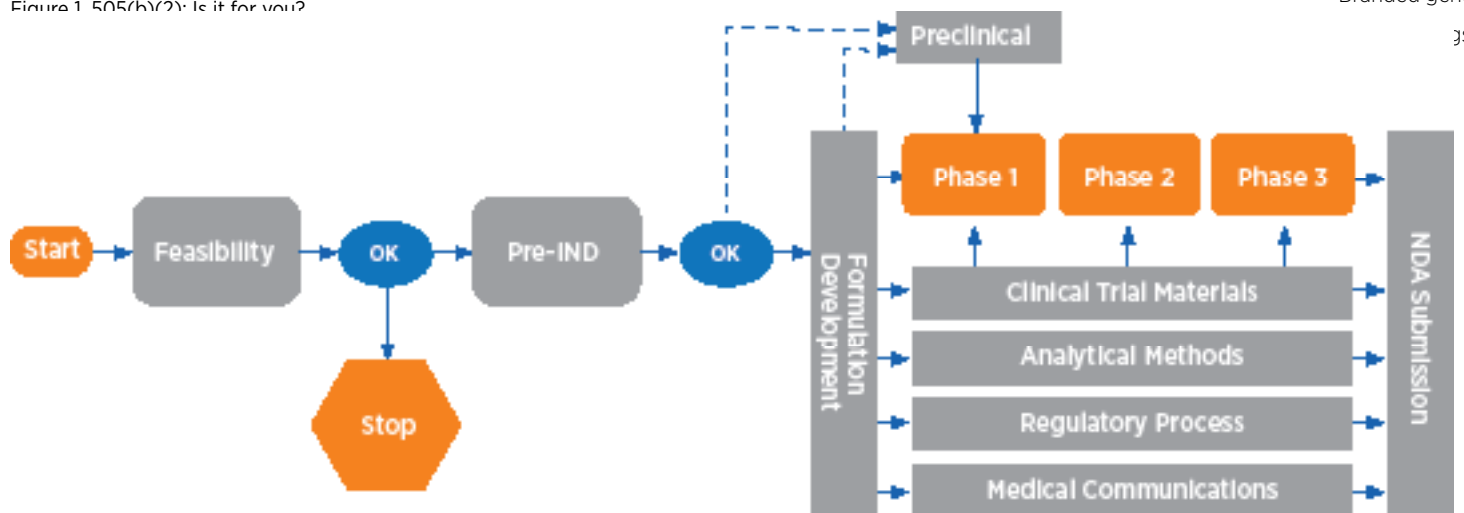 Figure 1. 505(b)(2): Is it for you?
Preclinical
Phase 1
Phase 2
Phase 3
Start
Feasibility
OK
Pre-IND
OK
Formulation
Development
Clinical Trial Materials
Analytical Methods
Regulatory Process
Medical Communications
NDA Submission
Stop